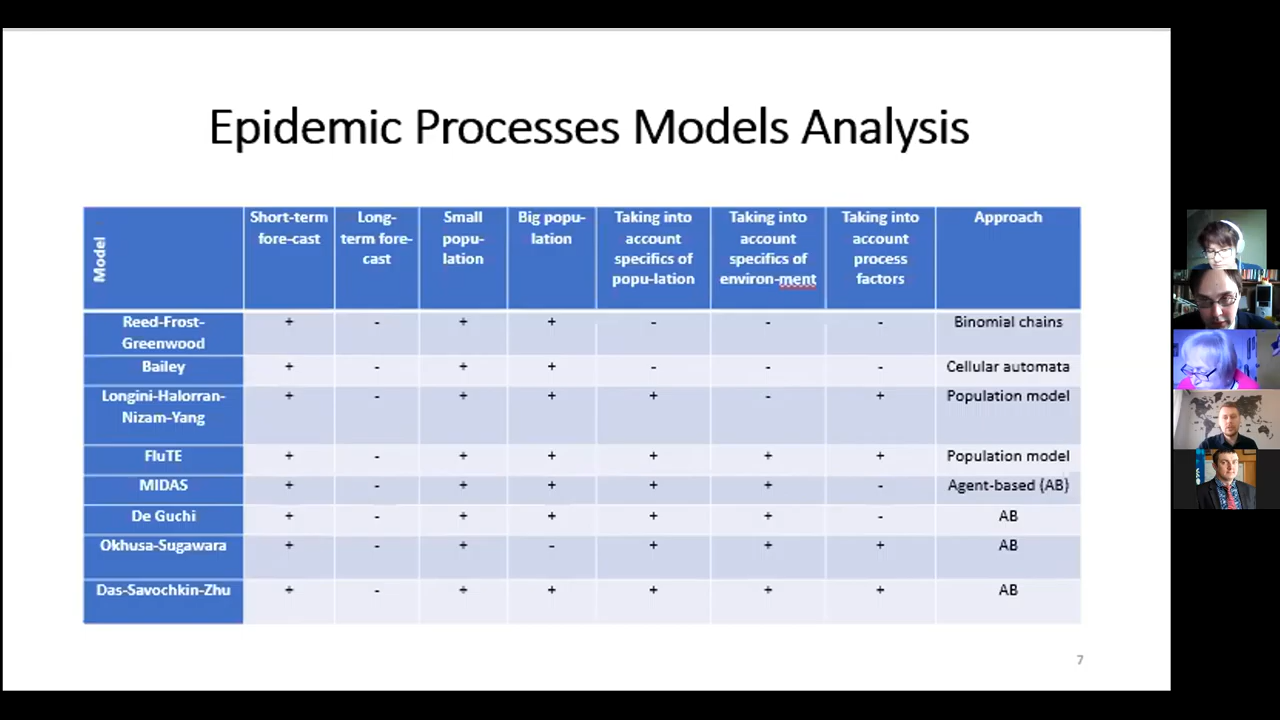 Epidemic Processes Models Analysis
Model
Short-term fore-cast
Long-term fore-cast
Small popu-lation
Big popu-lation
Taking into account specifics of popu-lation
Taking into account specifics of environ-ment
Taking into account process factors
Approach
Reed-Frost-Greenwood + - + + - - - Binomial chains
Bailey + - + + - - - Cellular automata
Longini-Halorran-Nizam-Yang + - + + + - + Population model
FluTE + - + + + + + Population model
MIDAS + - + + + + - Agent-based (AB)
De Guchi + - + + + + - AB
Okhusa-Sugawara + - + - + + + AB
Das-Savochkin-Zhu + - + + + + + AB
7